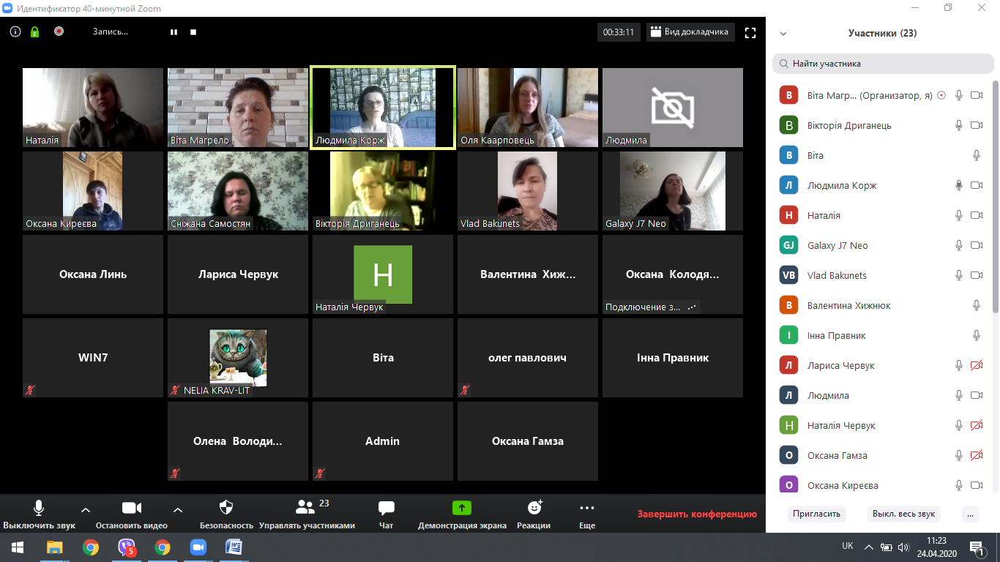 Идентификатор 40-минутной Zoom
Запись...
00:33:11
Вид докладчика
Наталія
Віта Магрело
Людмила Корж
Оля Каарповець
Людмила
Оксана Киреєва
Сніжана Самостян
Вікторія Дриганець
Vlad Bakunets
Galaxy J7 Neo
Оксана Линь
Лариса Червук
Н
Наталія Червук
Валентина Хиж...
Оксана Колодя...
Подключение з...
WIN7
NELIA KRAV-LIT
Віта
олег павлович
Інна Правник
Олена Володи...
Admin
Оксана Гамза
Выключить звук
Остановить видео
Безопасность
Управлять участниками
23
Чат
Демонстрация экрана
Реакции
Еще
Завершить конференцию
Участники (23)
Найти участника
В Віта Магр... (Организатор, я)
В Вікторія Дриганець
В Віта
Л Людмила Корж
Н Наталія
GJ Galaxy J7 Neo
VB Vlad Bakunets
В Валентина Хижнюк
І Інна Правник
Л Лариса Червук
Л Людмила
Н Наталія Червук
О Оксана Гамза
О Оксана Киреєва
Пригласить
Выкл. весь звук
...
5
UK
11:23
24.04.2020
1